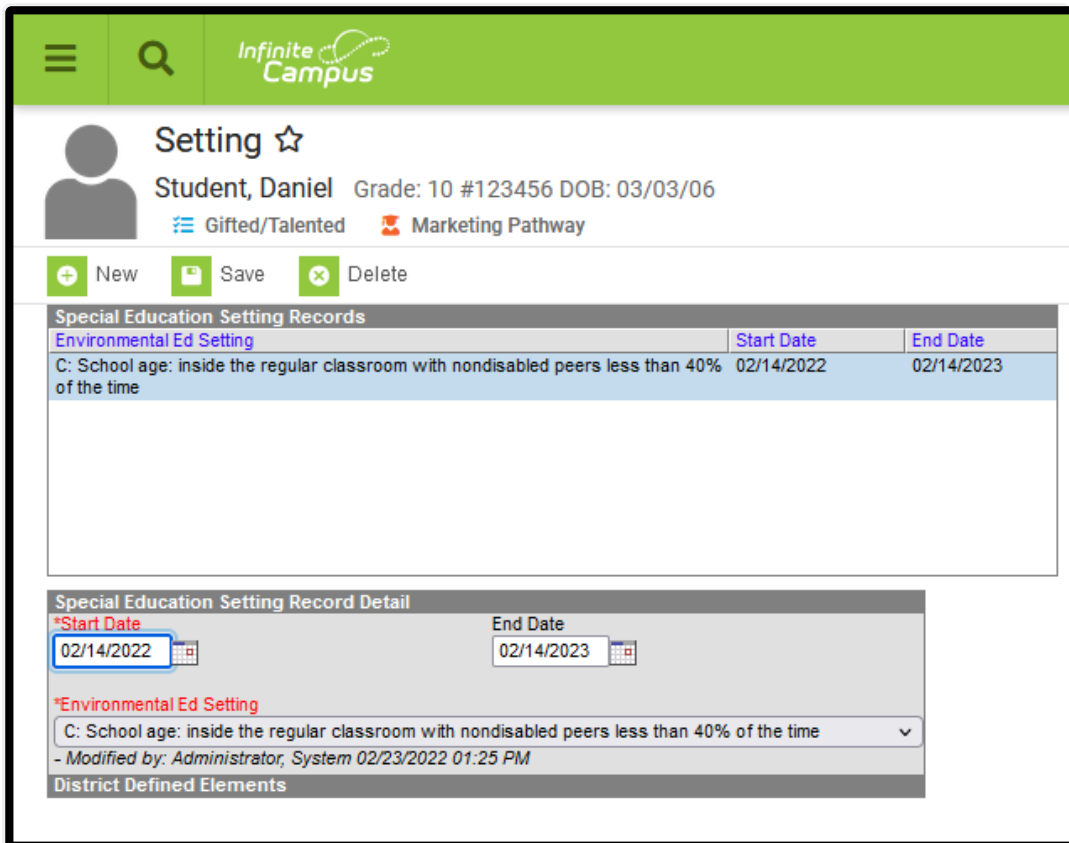 Infinite
Campus
Setting
Student, Daniel Grade: 10 #123456 DOB: 03/03/06
Gifted/Talented Marketing Pathway
New Save Delete
Special Education Setting Records
Environmental Ed Setting Start Date End Date
C: School age: inside the regular classroom with nondisabled peers less than 40% 02/14/2022 02/14/2023
of the time
Special Education Setting Record Detail
*Start Date End Date
02/14/2022 02/14/2023
*Environmental Ed Setting
C: School age: inside the regular classroom with nondisabled peers less than 40% of the time
- Modified by: Administrator, System 02/23/2022 01:25 PM
District Defined Elements